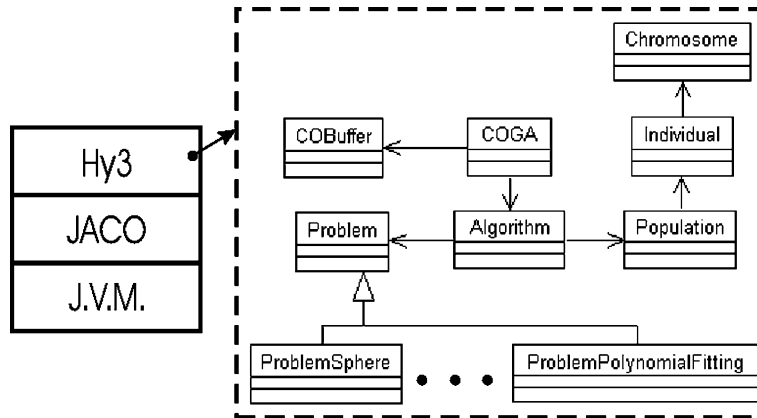 Hy3
JACO
J.V.M.
Chromosome
COBuffer
COGA
Individual
Problem
Algorithm
Population
ProblemSphere
ProblemPolynomialFitting